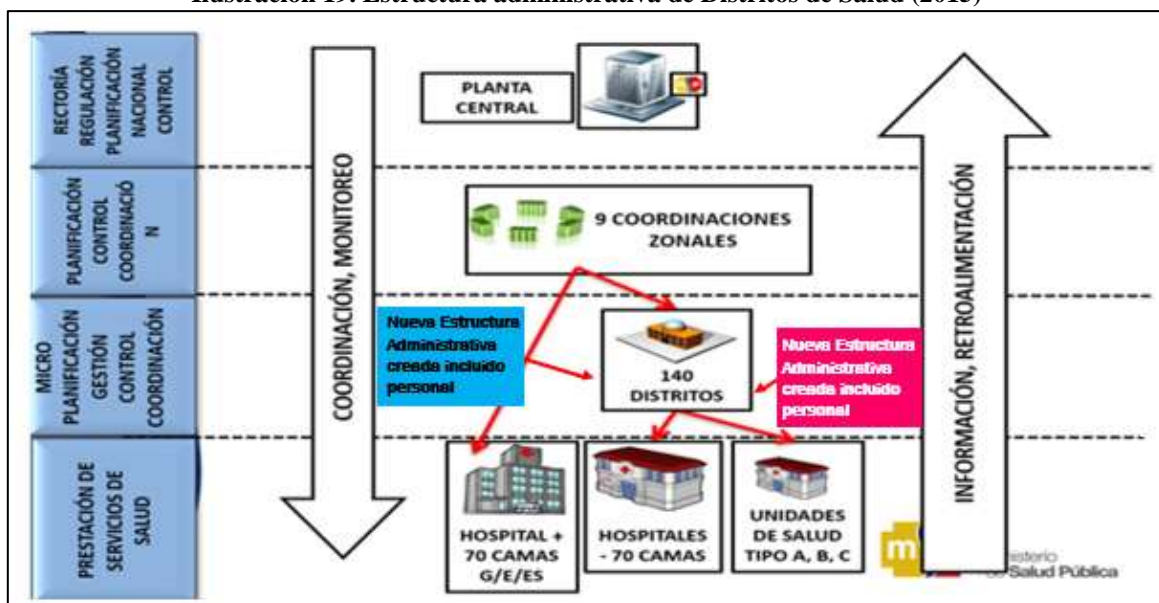 Ilustración 19. Estructura administrativa de Distritos de Salud (2015)
RECTORÍA
REGULACIÓN
PLANIFICACIÓN
NACIONAL
CONTROL
PLANIFICACIÓN
CONTROL
COORDINACIÓ
N
MICRO
PLANIFICACIÓN
GESTIÓN
CONTROL
COORDINACIÓN
PRESTACIÓN DE
SERVICIOS DE
SALUD
COORDINACIÓN, MONITOREO
PLANTA
CENTRAL
9 COORDINACIONES
ZONALES
Nueva Estructura
Administrativa
creada incluido
personal
140
DISTRITOS
Nueva Estructura
Administrativa
creada incluido
personal
HOSPITAL +
70 CAMAS
G/E/ES
HOSPITALES
- 70 CAMAS
UNIDADES
DE SALUD
TIPO A, B, C
INFORMACIÓN, RETROALIMENTACIÓN
m
nisterio
de Salud Pública